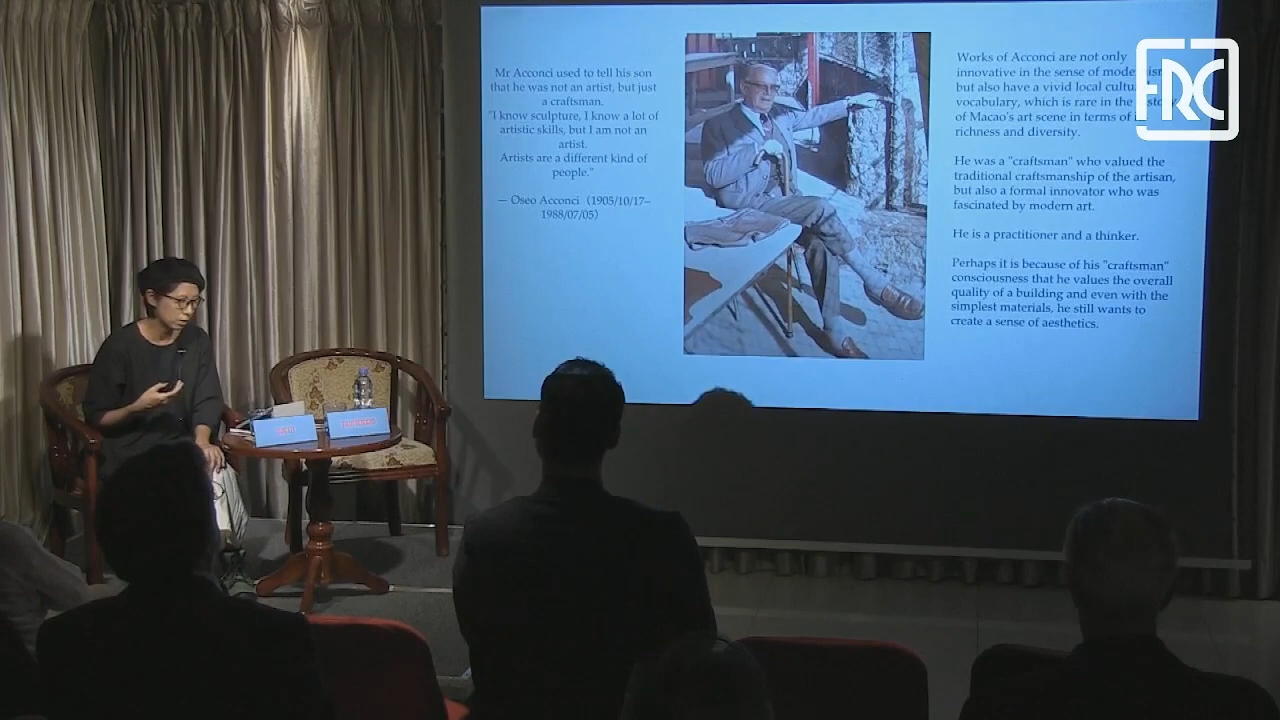 Mr Acconci used to tell his son
that he was not an artist, but just
a craftsman.
"I know sculpture, I know a lot of
artistic skills, but I am not an
artist.
Artists are a different kind of
people."
— Oseo Acconci（1905/10/17–
1988/07/05）
Works of Acconci are not only
innovative in the sense of
but also have a vivid local
vocabulary, which is rare in the
of Macao's art scene in terms of
richness and diversity.
He was a "craftsman" who valued the
traditional craftsmanship of the artisan,
but also a formal innovator who was
fascinated by modern art.
He is a practitioner and a thinker.
Perhaps it is because of his "craftsman"
consciousness that he values the overall
quality of a building and even with the
simplest materials, he still wants to
create a sense of aesthetics.
FRC